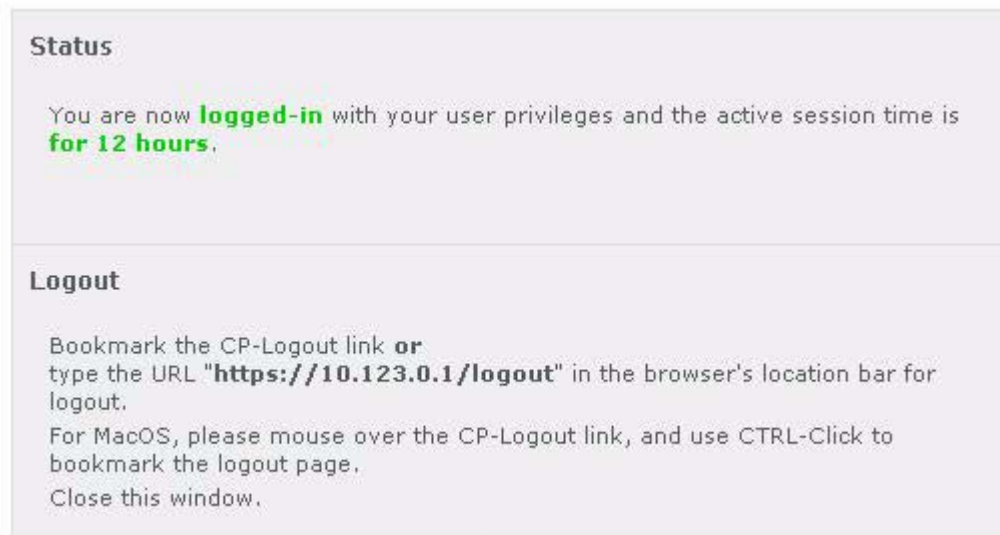 Status
You are now logged-in with your user privileges and the active session time is
for 12 hours.
Logout
Bookmark the CP-Logout link or
type the URL "https://10.123.0.1/logout" in the browser's location bar for
logout.
For MacOS, please mouse over the CP-Logout link, and use CTRL-Click to
bookmark the logout page.
Close this window.